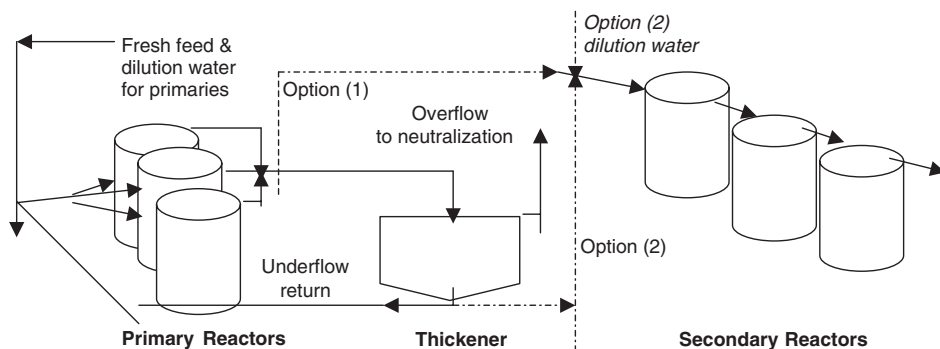 Fresh feed &
dilution water
for primaries
Option (1)
Option (2)
dilution water
Overflow
to neutralization
Option (2)
Underflow
return
Primary Reactors
Thickener
Secondary Reactors